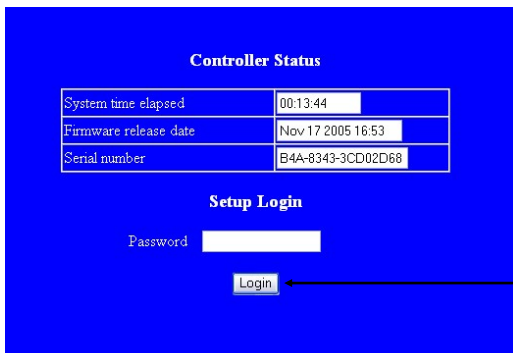 Controller Status
System time elapsed 00:13:44
Firmware release date Nov 17 2005 16:53
Serial number B4A-8343-3CD02D68
Setup Login
Password
Login